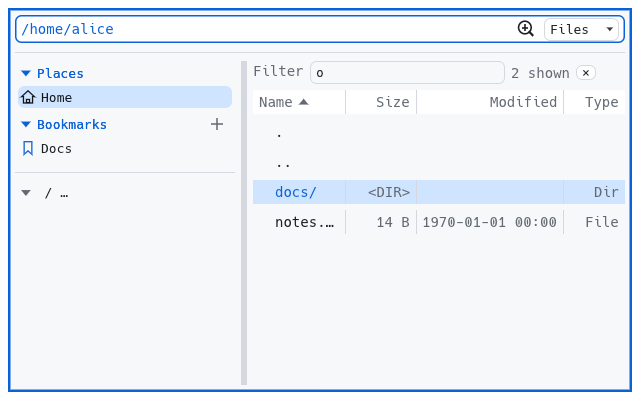 /home/alice Files
Places
Home
Bookmarks
Docs
/ …
Filter o 2 shown ×
Name Size Modified Type
.
..
docs/ <DIR> Dir
notes.… 14 B 1970-01-01 00:00 File